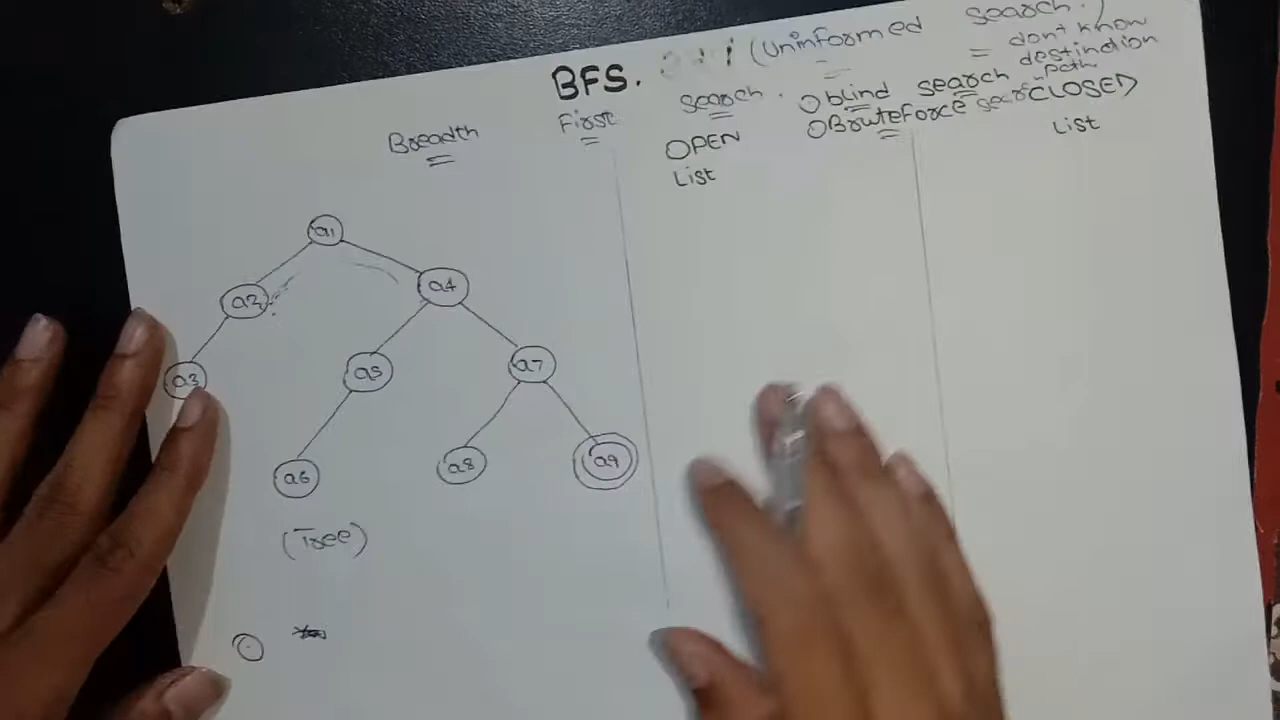 BFS. (Uninformed search.)
= don't know
destination
path
Breadth First search.
○blind search
○Bruteforce search
OPEN
List
CLOSED
List
a1
a2
a4
a3
a5
a7
a6
a8
a9
(Tree)